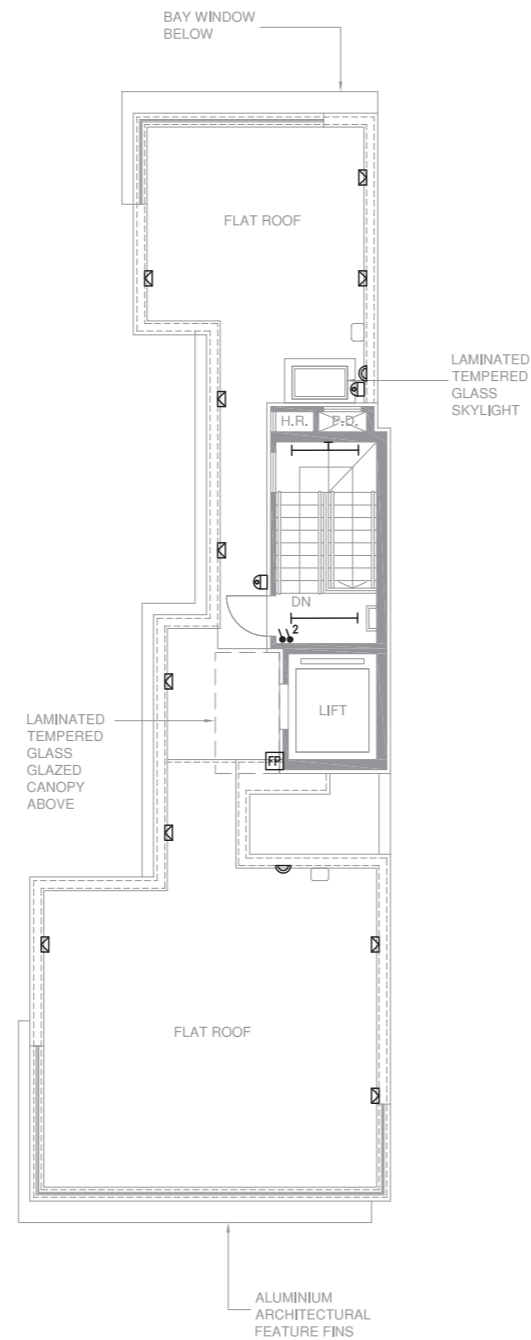 BAY WINDOW
BELOW
FLAT ROOF
LAMINATED
TEMPERED
GLASS
SKYLIGHT
H.R.
P.D.
DN
2
LIFT
LAMINATED
TEMPERED
GLASS
GLAZED
CANOPY
ABOVE
FP
FLAT ROOF
ALUMINIUM
ARCHITECTURAL
FEATURE FINS